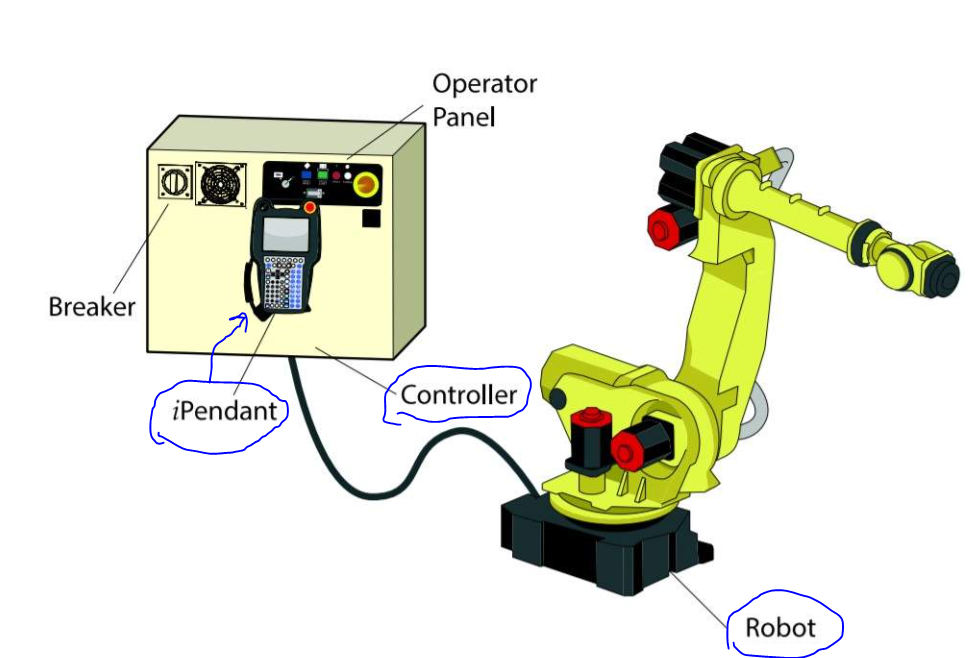 Operator
Panel
Breaker
iPendant
Controller
Robot